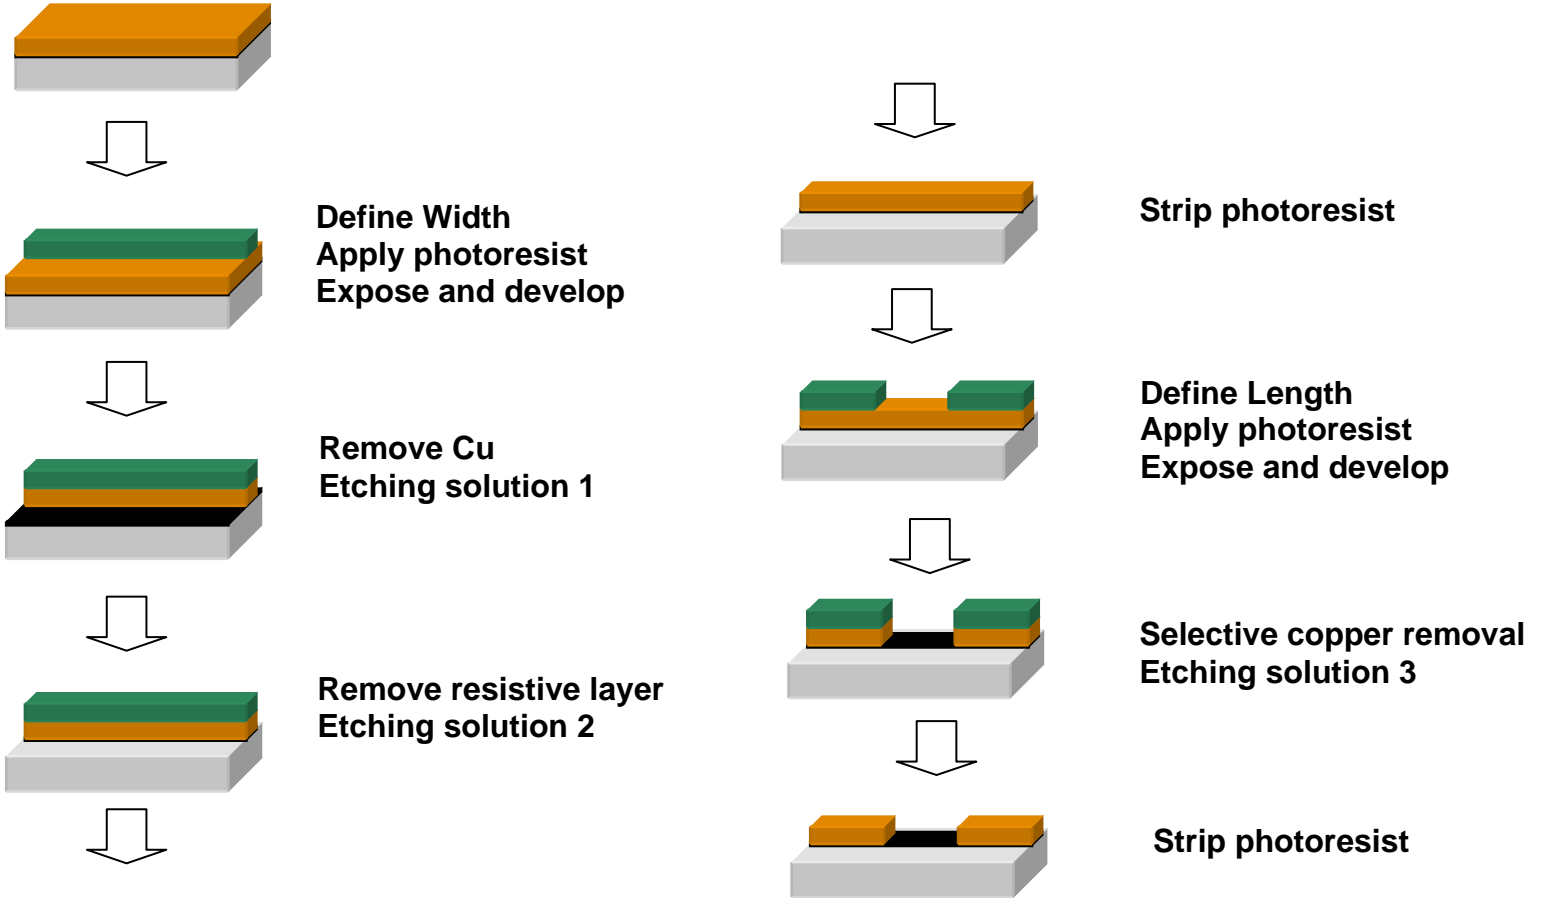 Define Width
Apply photoresist
Expose and develop
Remove Cu
Etching solution 1
Remove resistive layer
Etching solution 2
Strip photoresist
Define Length
Apply photoresist
Expose and develop
Selective copper removal
Etching solution 3
Strip photoresist